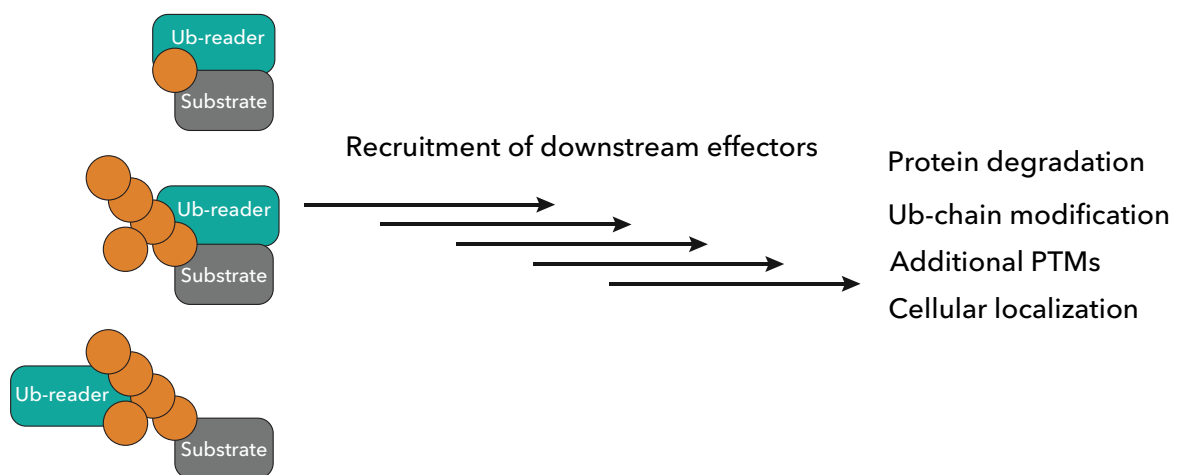 Ub-reader
Substrate
Recruitment of downstream effectors
Ub-reader
Substrate
Ub-reader
Substrate
Protein degradation
Ub-chain modification
Additional PTMs
Cellular localization